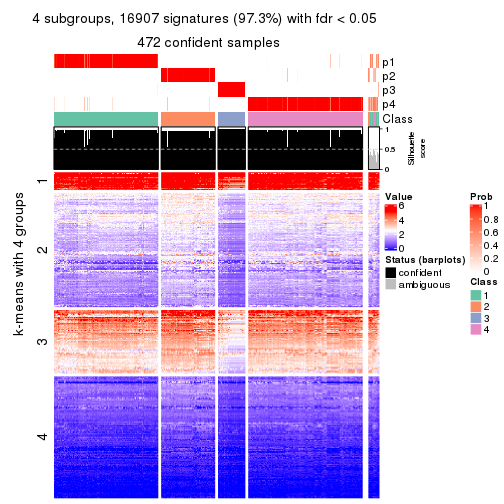 4 subgroups, 16907 signatures (97.3%) with fdr < 0.05
472 confident samples
p1
p2
p3
p4
Class
1
0.5
0
Silhouette
score
k-means with 4 groups
1
2
3
4
Value
6
4
2
0
Status (barplots)
confident
ambiguous
Prob
1
0.8
0.6
0.4
0.2
0
Class
1
2
3
4